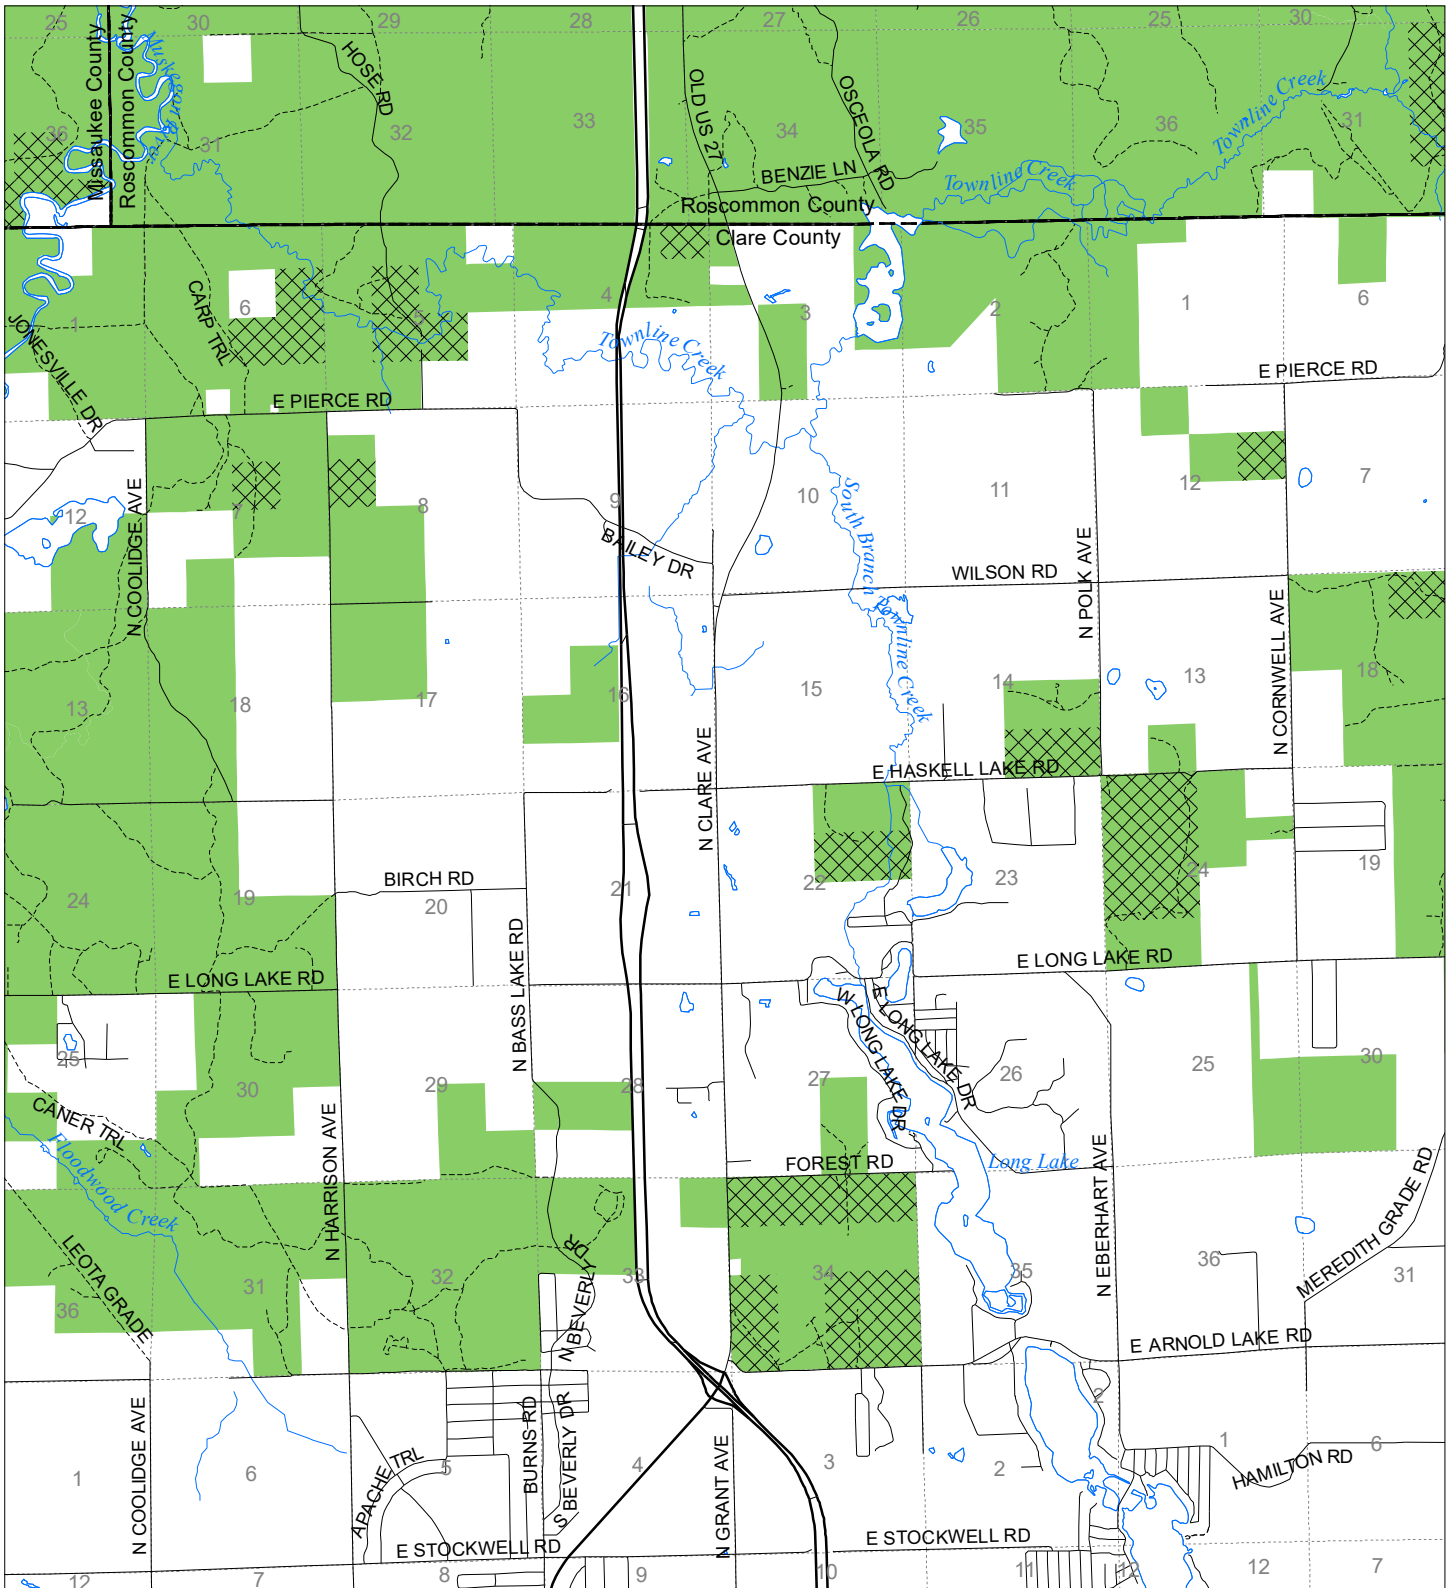 25
30
29
28
27
26
25
30
Missaukee County
Roscommon County
Muskegon River
HOSE RD
OLD US 27
OSCEOLA RD
Townline Creek
36
31
32
33
34
35
36
31
BENZIE LN
Townline Creek
Roscommon County
Clare County
1
6
5
4
3
2
1
6
CARP TRL
JONESVILLE DR
Townline Creek
E PIERCE RD
E PIERCE RD
12
7
8
9
10
11
12
7
N COOLIDGE AVE
BAILEY DR
South Branch Townline Creek
WILSON RD
N POLK AVE
N CORNWELL AVE
13
18
17
16
15
14
13
18
N CLARE AVE
E HASKELL LAKE RD
24
19
BIRCH RD
20
21
22
23
24
19
E LONG LAKE RD
N BASS LAKE RD
E LONG LAKE RD
W LONG LAKE DR
E LONG LAKE DR
25
30
29
28
27
26
25
30
CANER TRL
Floodwood Creek
N HARRISON AVE
FOREST RD
Long Lake
N EBERHART AVE
MEREDITH GRADE RD
LEOTA GRADE
36
31
32
33
34
35
36
31
N BEVERLY DR
E ARNOLD LAKE RD
N COOLIDGE AVE
1
6
APACHE TRL
5
BURNS RD
S BEVERLY DR
4
N GRANT AVE
3
2
2
1
6
HAMILTON RD
E STOCKWELL RD
E STOCKWELL RD
12
7
8
9
10
11
12
12
7